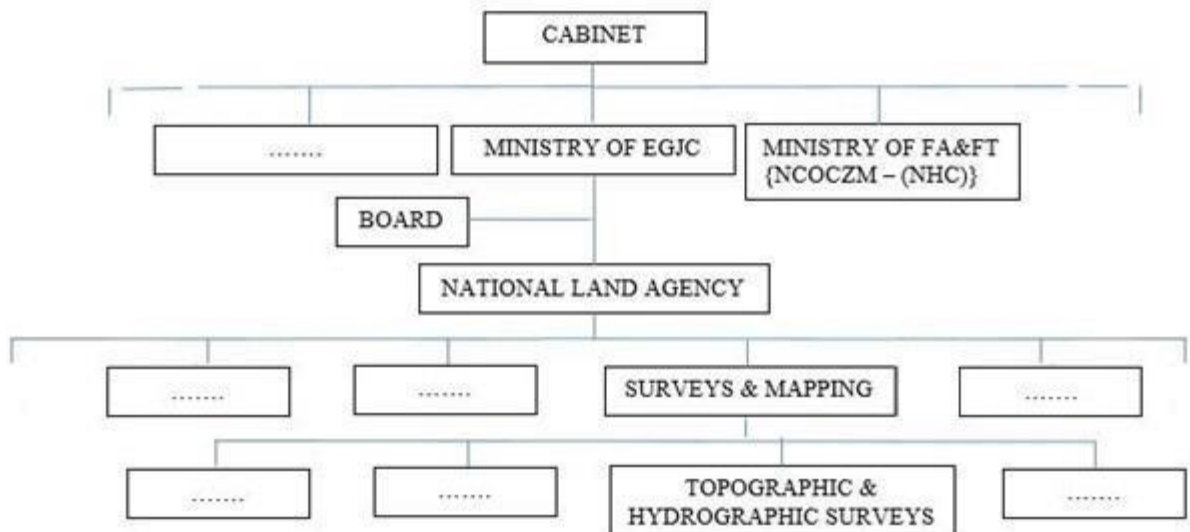 CABINET
.......
MINISTRY OF EGJC
MINISTRY OF FA&FT
{NCOCZM – (NHC)}
BOARD
NATIONAL LAND AGENCY
.......
.......
SURVEYS & MAPPING
.......
.......
.......
TOPOGRAPHIC &
HYDROGRAPHIC SURVEYS
.......